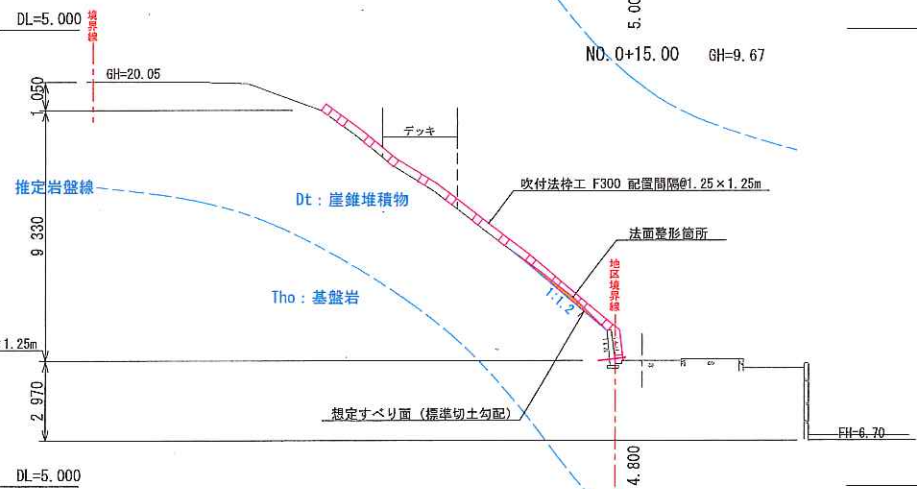 DL=5.000
境界線
5.00
NO. 0+15.00 GH=9.67
GH=20.05
1 050
デッキ
推定岩盤線
Dt：崖錐堆積物
吹付法枠工 F300 配置間隔@1.25×1.25m
9 330
法面整形箇所
地区境界線
Tho：基盤岩
1:1.2
1.25m
2 970
想定すべり面（標準切土勾配）
FH=6.70
4.800
DL=5.000